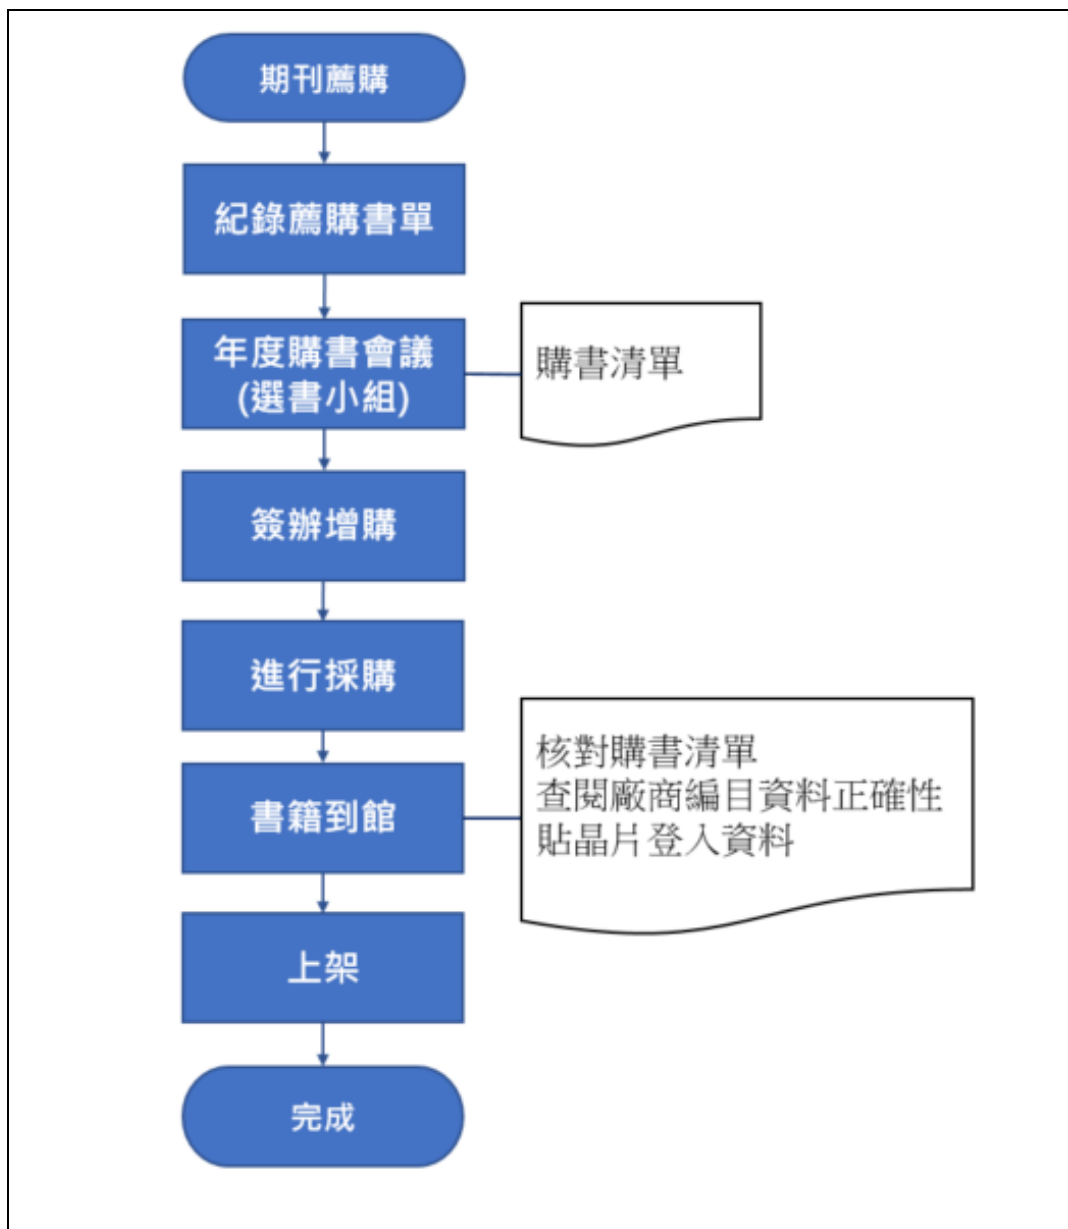 期刊薦購
紀錄薦購書單
年度購書會議
(選書小組)
購書清單
簽辦增購
進行採購
書籍到館
核對購書清單
查閱廠商編目資料正確性
貼晶片登入資料
上架
完成